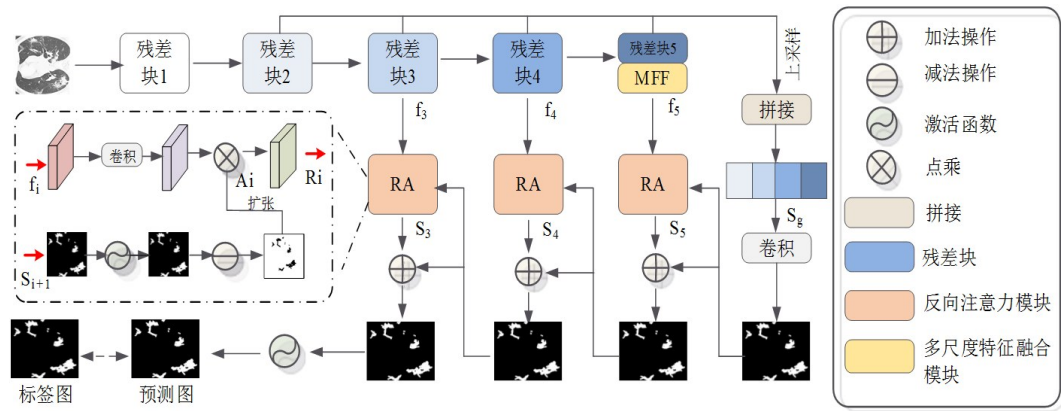 残差
块1
残差
块2
残差
块3
残差
块4
残差块5
MFF
上采样
拼接
f3
f4
f5
fi
卷积
Ai
Ri
扩张
Si+1
RA
RA
RA
S3
S4
S5
Sg
卷积
标签图
预测图
加法操作
减法操作
激活函数
点乘
拼接
残差块
反向注意力模块
多尺度特征融合
模块